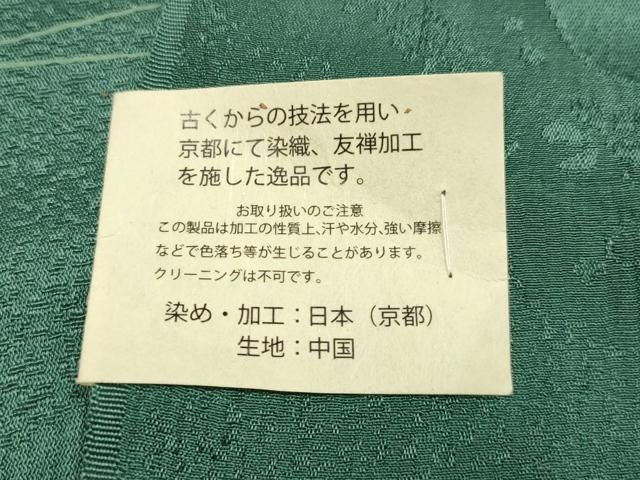 古くからの技法を用い
京都にて染織、友禅加工
を施した逸品です。
お取り扱いのご注意
この製品は加工の性質上、汗や水分、強い摩擦
などで色落ち等が生じることがあります。
クリーニングは不可です。
染め・加工：日本（京都）
生地：中国